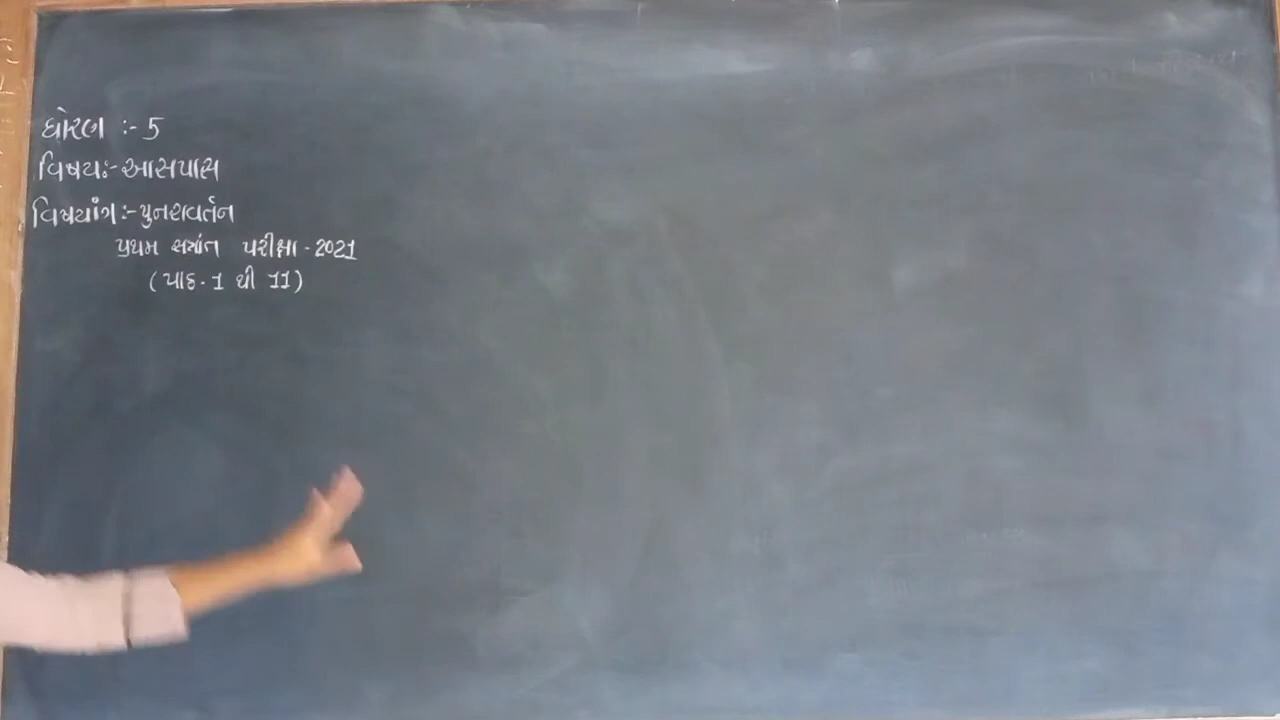 ધોરણ :- 5
વિષય:- આસપાસ
વિષયાંગ:- પુનરાવર્તન
પ્રથમ સત્રાંત પરીક્ષા - 2021
(પાઠ - 1 થી 11)